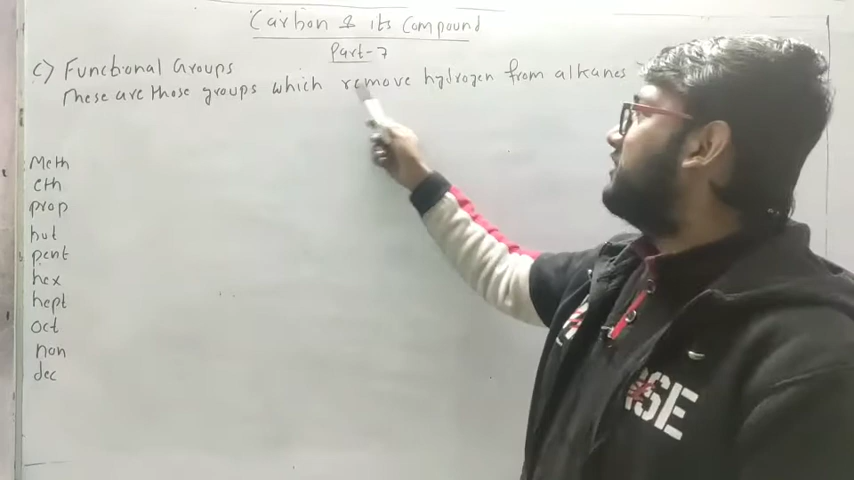 Carbon & its Compound
Part-7
c) Functional Groups
These are those groups which remove hydrogen from alkanes
Meth
eth
prop
but
pent
hex
hept
oct
non
dec